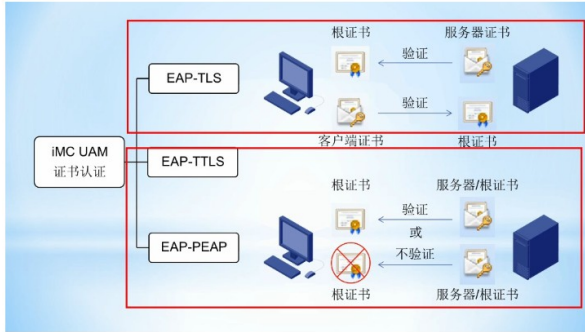 根证书
服务器证书
验证
EAP-TLS
验证
客户端证书
根证书
iMC UAM
证书认证
EAP-TTLS
根证书
服务器/根证书
验证
或
不验证
EAP-PEAP
根证书
服务器/根证书